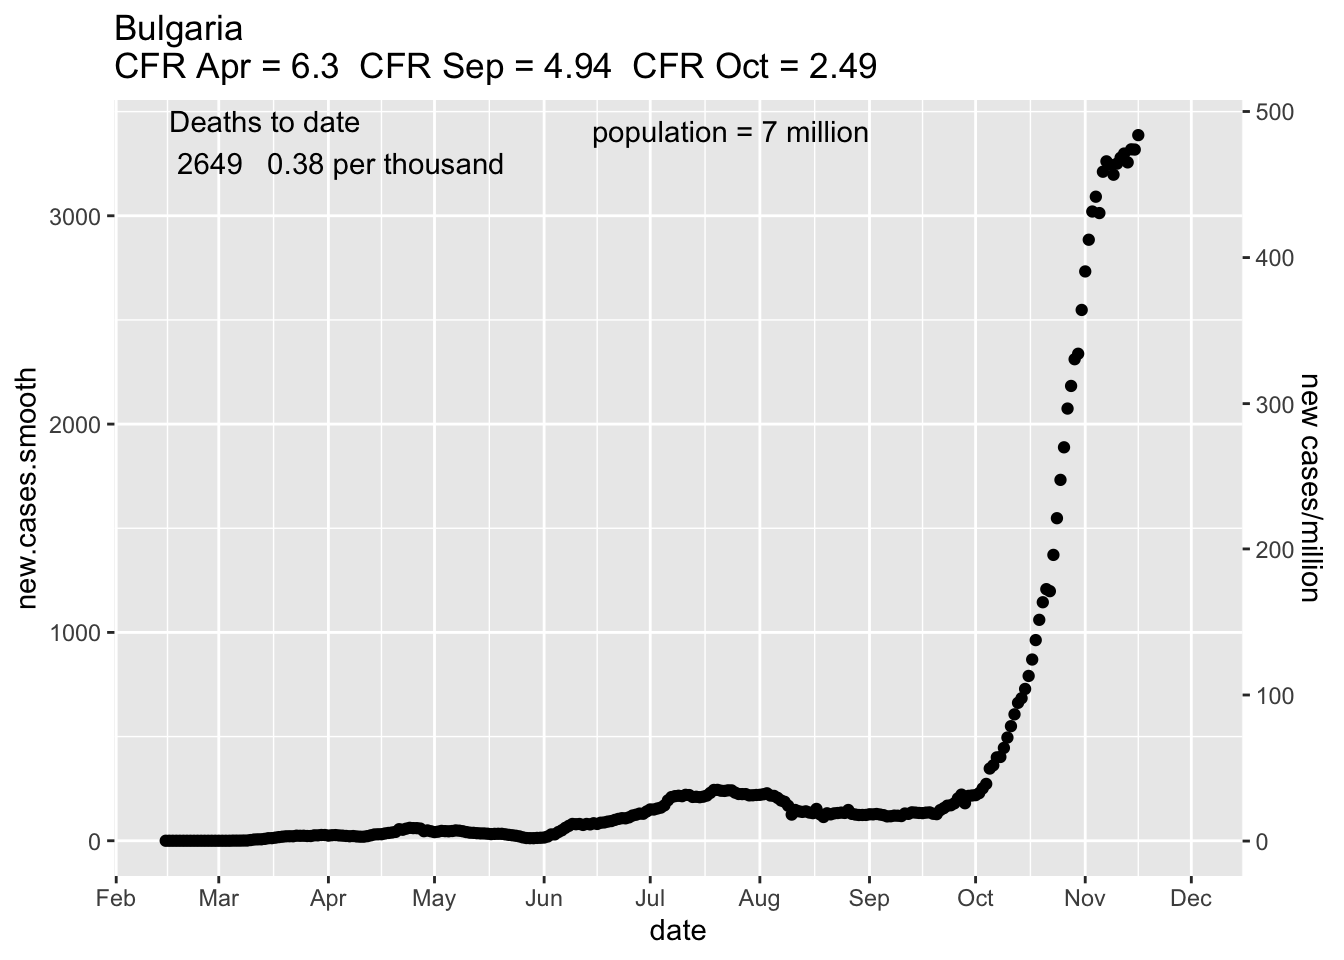 Bulgaria
CFR Apr = 6.3  CFR Sep = 4.94  CFR Oct = 2.49
Deaths to date
2649   0.38 per thousand
population = 7 million
new.cases.smooth
3000
2000
1000
0
500
400
300
200
100
0
new cases/million
Feb Mar Apr May Jun Jul Aug Sep Oct Nov Dec
date